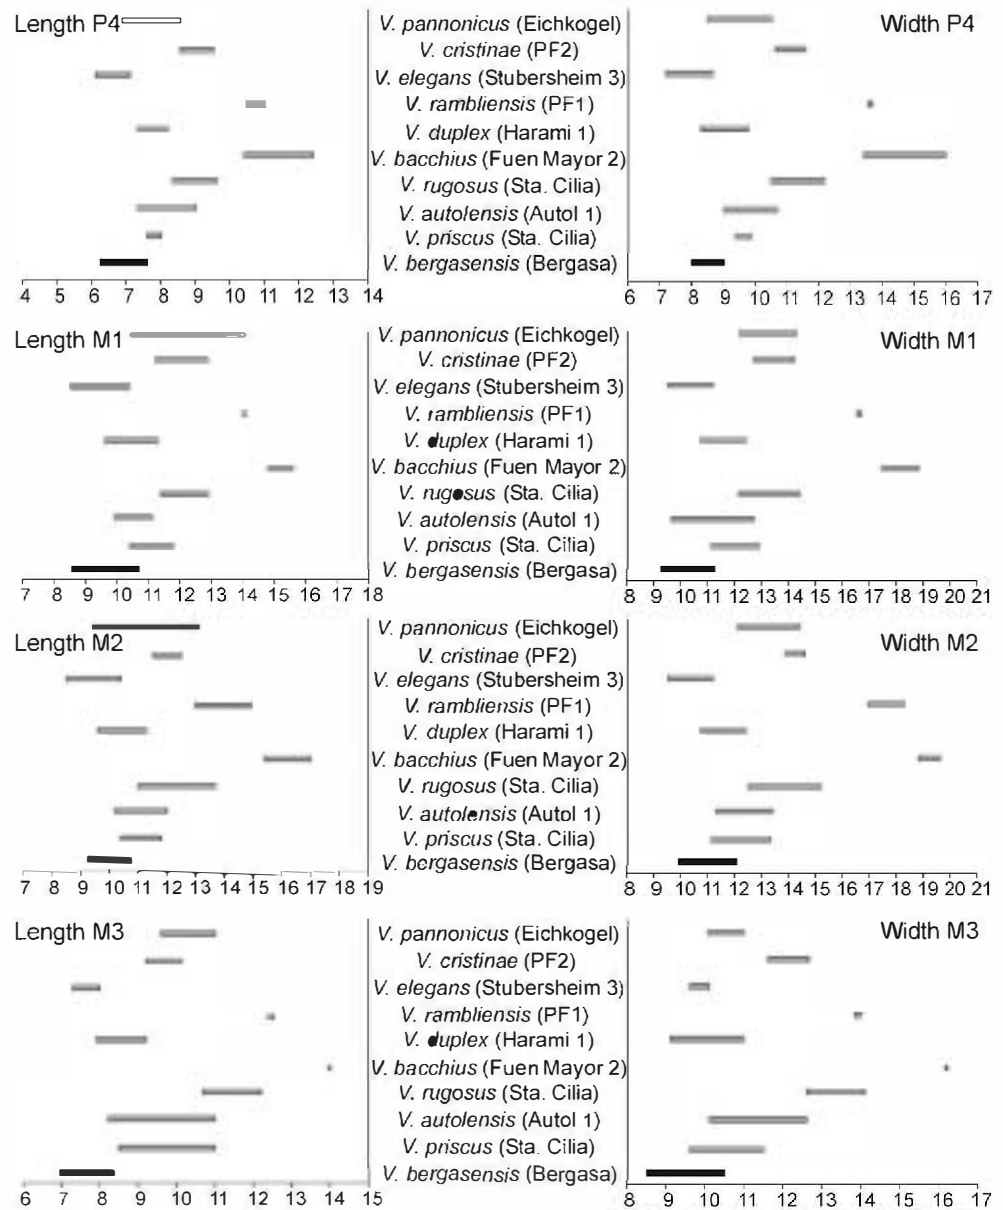 Length P4
Width P4
V. pannonicus (Eichkogel)
V. cristinae (PF2)
V. elegans (Stubersheim 3)
V. rambliensis (PF1)
V. duplex (Harami 1)
V. bacchius (Fuen Mayor 2)
V. rugosus (Sta. Cilia)
V. autolensis (Autol 1)
V. priscus (Sta. Cilia)
V. bergasensis (Bergasa)
4 5 6 7 8 9 10 11 12 13 14
6 7 8 9 10 11 12 13 14 15 16 17
Length M1
Width M1
V. pannonicus (Eichkogel)
V. cristinae (PF2)
V. elegans (Stubersheim 3)
V. rambliensis (PF1)
V. duplex (Harami 1)
V. bacchius (Fuen Mayor 2)
V. rugosus (Sta. Cilia)
V. autolensis (Autol 1)
V. priscus (Sta. Cilia)
V. bergasensis (Bergasa)
7 8 9 10 11 12 13 14 15 16 17 18
8 9 10 11 12 13 14 15 16 17 18 19 20 21
Length M2
Width M2
V. pannonicus (Eichkogel)
V. cristinae (PF2)
V. elegans (Stubersheim 3)
V. rambliensis (PF1)
V. duplex (Harami 1)
V. bacchius (Fuen Mayor 2)
V. rugosus (Sta. Cilia)
V. autolensis (Autol 1)
V. priscus (Sta. Cilia)
V. bergasensis (Bergasa)
7 8 9 10 11 12 13 14 15 16 17 18 19
8 9 10 11 12 13 14 15 16 17 18 19 20 21
Length M3
Width M3
V. pannonicus (Eichkogel)
V. cristinae (PF2)
V. elegans (Stubersheim 3)
V. rambliensis (PF1)
V. duplex (Harami 1)
V. bacchius (Fuen Mayor 2)
V. rugosus (Sta. Cilia)
V. autolensis (Autol 1)
V. priscus (Sta. Cilia)
V. bergasensis (Bergasa)
6 7 8 9 10 11 12 13 14 15
8 9 10 11 12 13 14 15 16 17